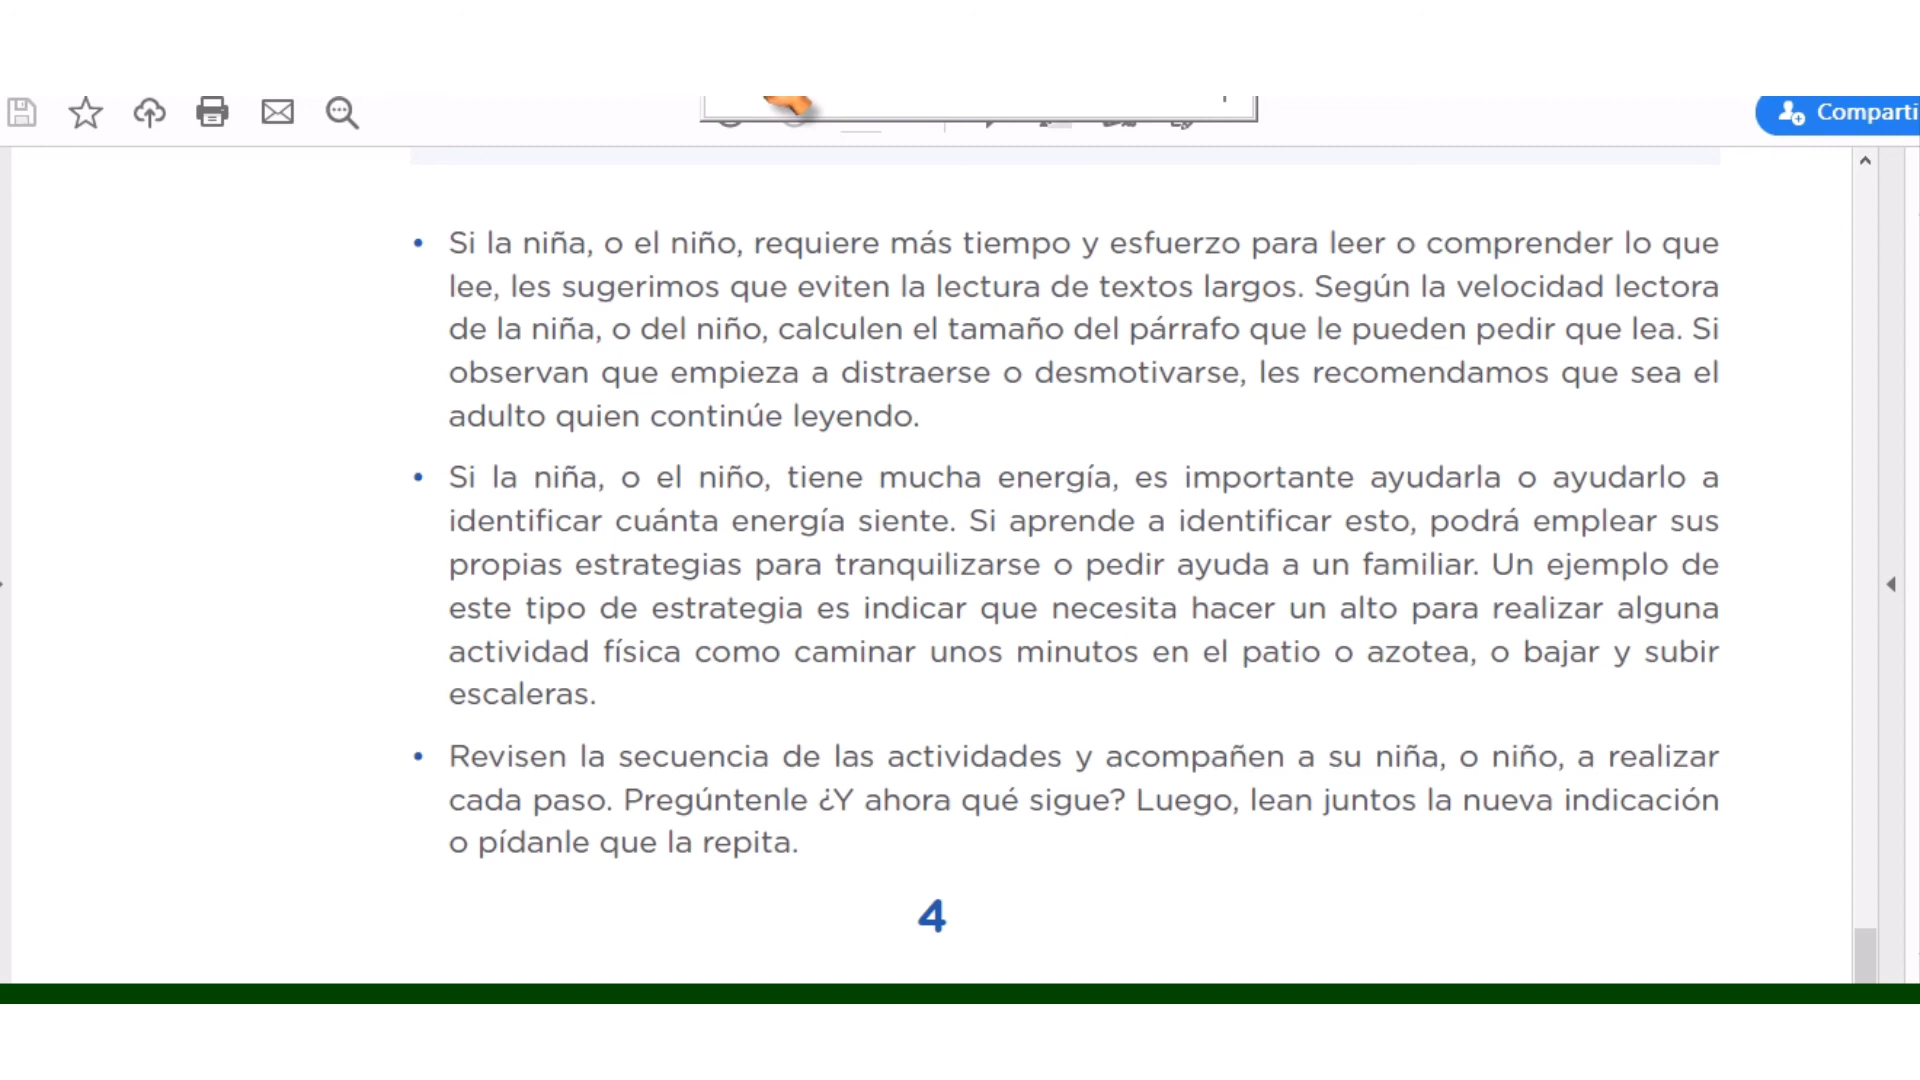 Comparti
• Si la niña, o el niño, requiere más tiempo y esfuerzo para leer o comprender lo que
lee, les sugerimos que eviten la lectura de textos largos. Según la velocidad lectora
de la niña, o del niño, calculen el tamaño del párrafo que le pueden pedir que lea. Si
observan que empieza a distraerse o desmotivarse, les recomendamos que sea el
adulto quien continúe leyendo.
• Si la niña, o el niño, tiene mucha energía, es importante ayudarla o ayudarlo a
identificar cuánta energía siente. Si aprende a identificar esto, podrá emplear sus
propias estrategias para tranquilizarse o pedir ayuda a un familiar. Un ejemplo de
este tipo de estrategia es indicar que necesita hacer un alto para realizar alguna
actividad física como caminar unos minutos en el patio o azotea, o bajar y subir
escaleras.
• Revisen la secuencia de las actividades y acompañen a su niña, o niño, a realizar
cada paso. Pregúntenle ¿Y ahora qué sigue? Luego, lean juntos la nueva indicación
o pídanle que la repita.
4